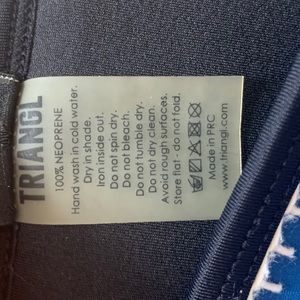 TRIANGL
100% NEOPRENE
Hand wash in cold water.
Dry in shade.
Iron inside out.
Do not spin dry.
Do not bleach.
Do not tumble dry.
Do not dry clean.
Avoid rough surfaces.
Store flat - do not fold.
Made in PRC
www.triangl.com